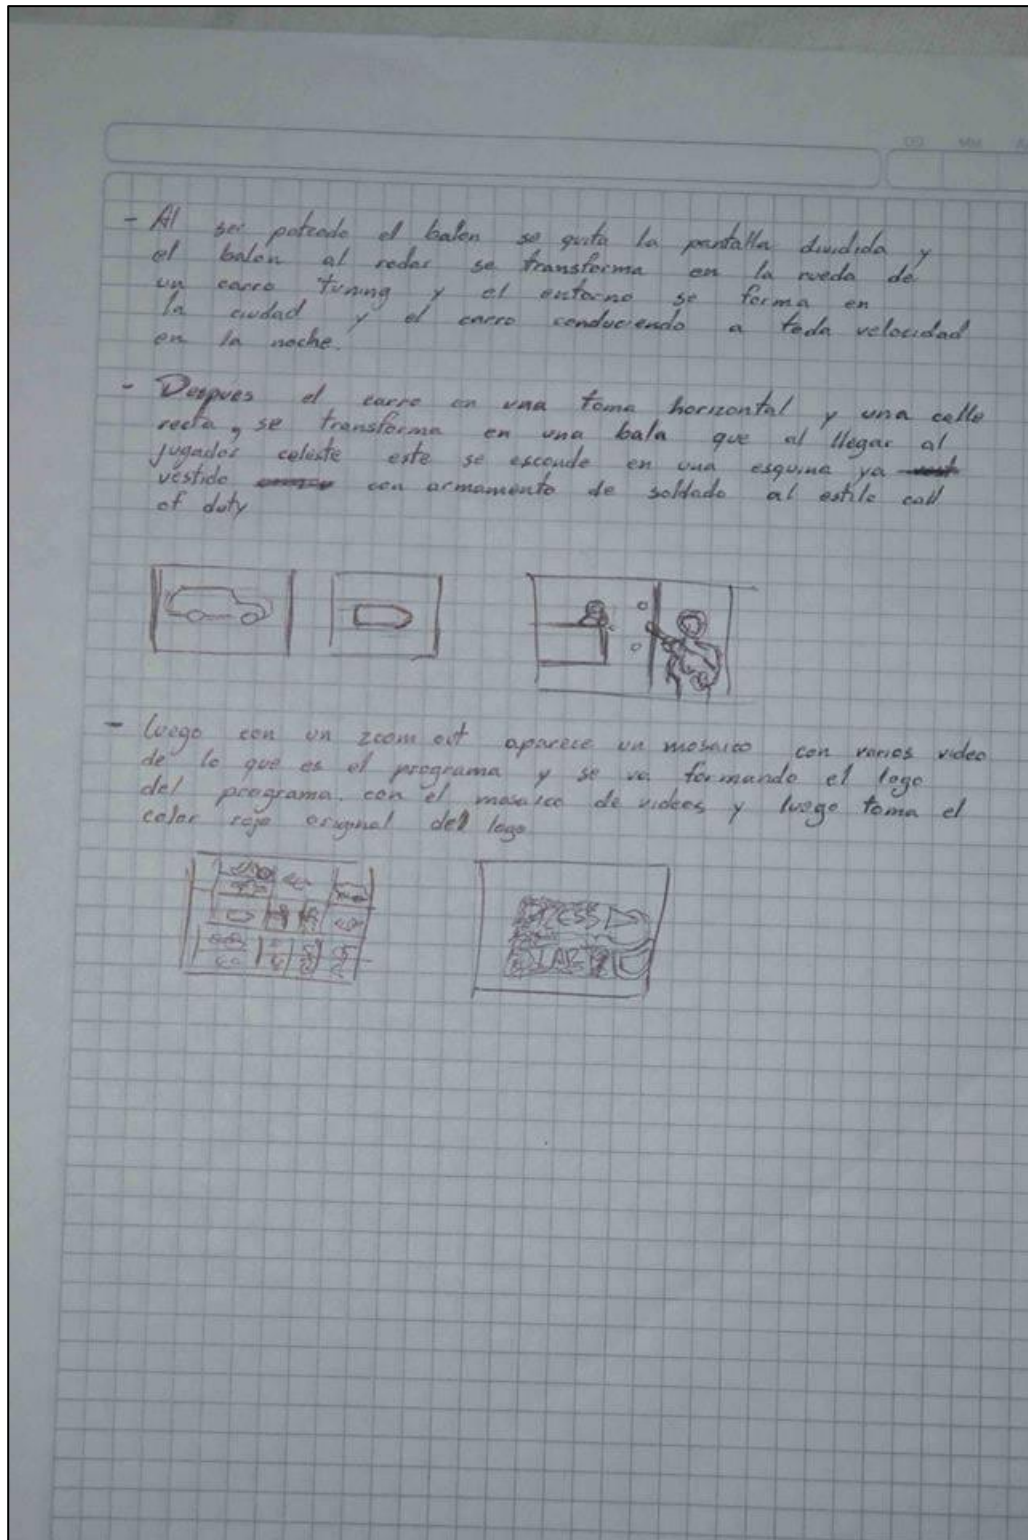 DD MM
- Al ser pateado el balon se quita la pantalla dividida y
el balon al rodar se transforma en la rueda de
un carro tuning y el entorno se forma en
la ciudad y el carro conduciendo a toda velocidad
en la noche.
- Despues el carro en una toma horizontal y una calle
recta, se transforma en una bala que al llegar al
jugador celeste este se esconde en una esquina ya
vestido con armamento de soldado al estilo call
of duty
- luego con un zoom out aparece un mosaico con varios video
de lo que es el programa y se va formando el logo
del programa. con el mosaico de videos y luego toma el
color rojo original del logo